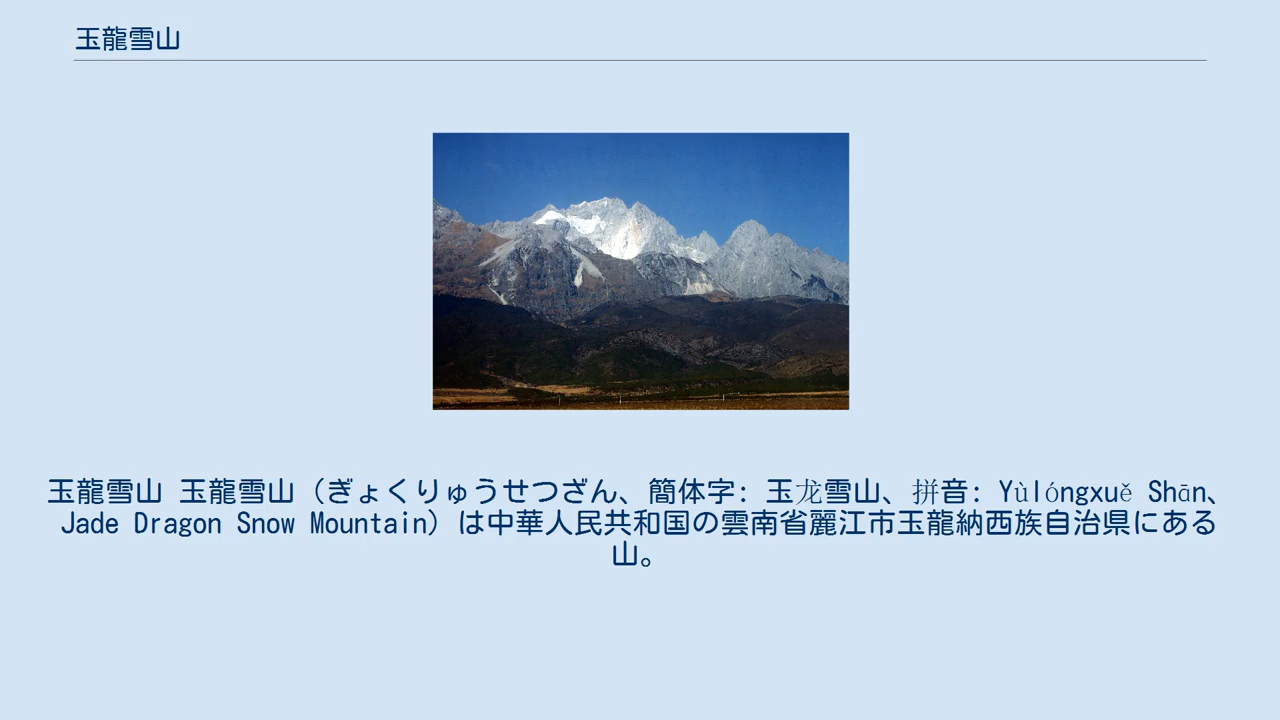 玉龍雪山
玉龍雪山 玉龍雪山（ぎょくりゅうせつざん、簡体字: 玉龙雪山、拼音: Yùlóngxuě Shān、
Jade Dragon Snow Mountain）は中華人民共和国の雲南省麗江市玉龍納西族自治県にある
山。